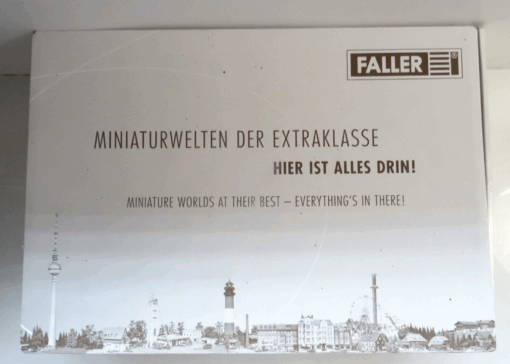 FALLER
MINIATURWELTEN DER EXTRAKLASSE
HIER IST ALLES DRIN!
MINIATURE WORLDS AT THEIR BEST – EVERYTHING'S IN THERE!